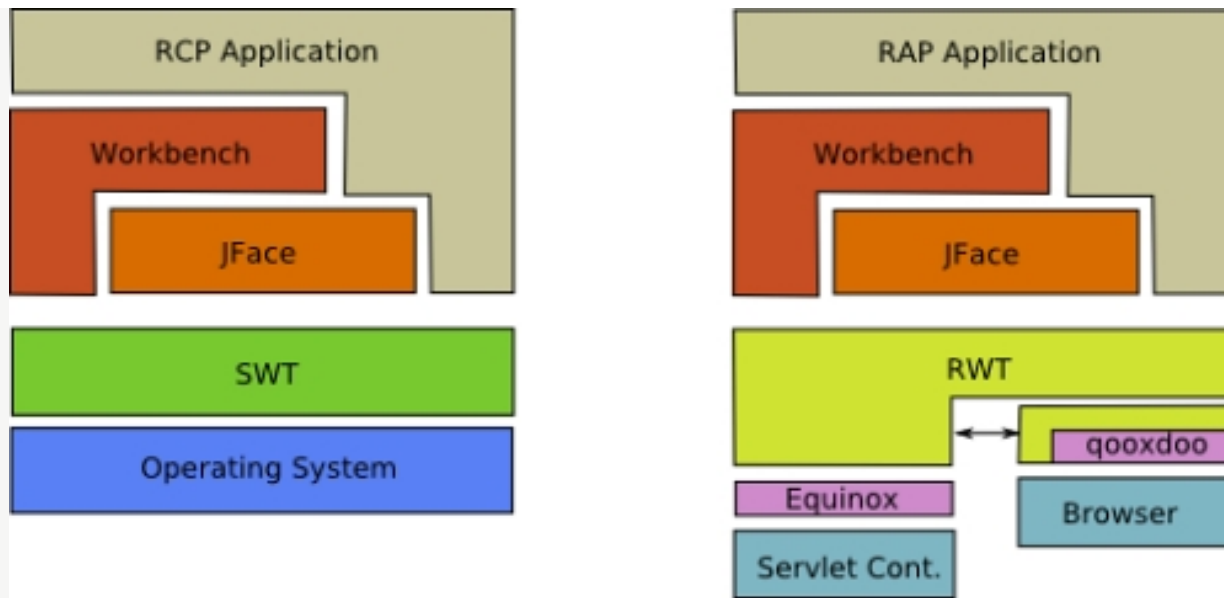 RCP Application
Workbench
JFace
SWT
Operating System
RAP Application
Workbench
JFace
RWT
qooxdoo
Equinox
Browser
Servlet Cont.